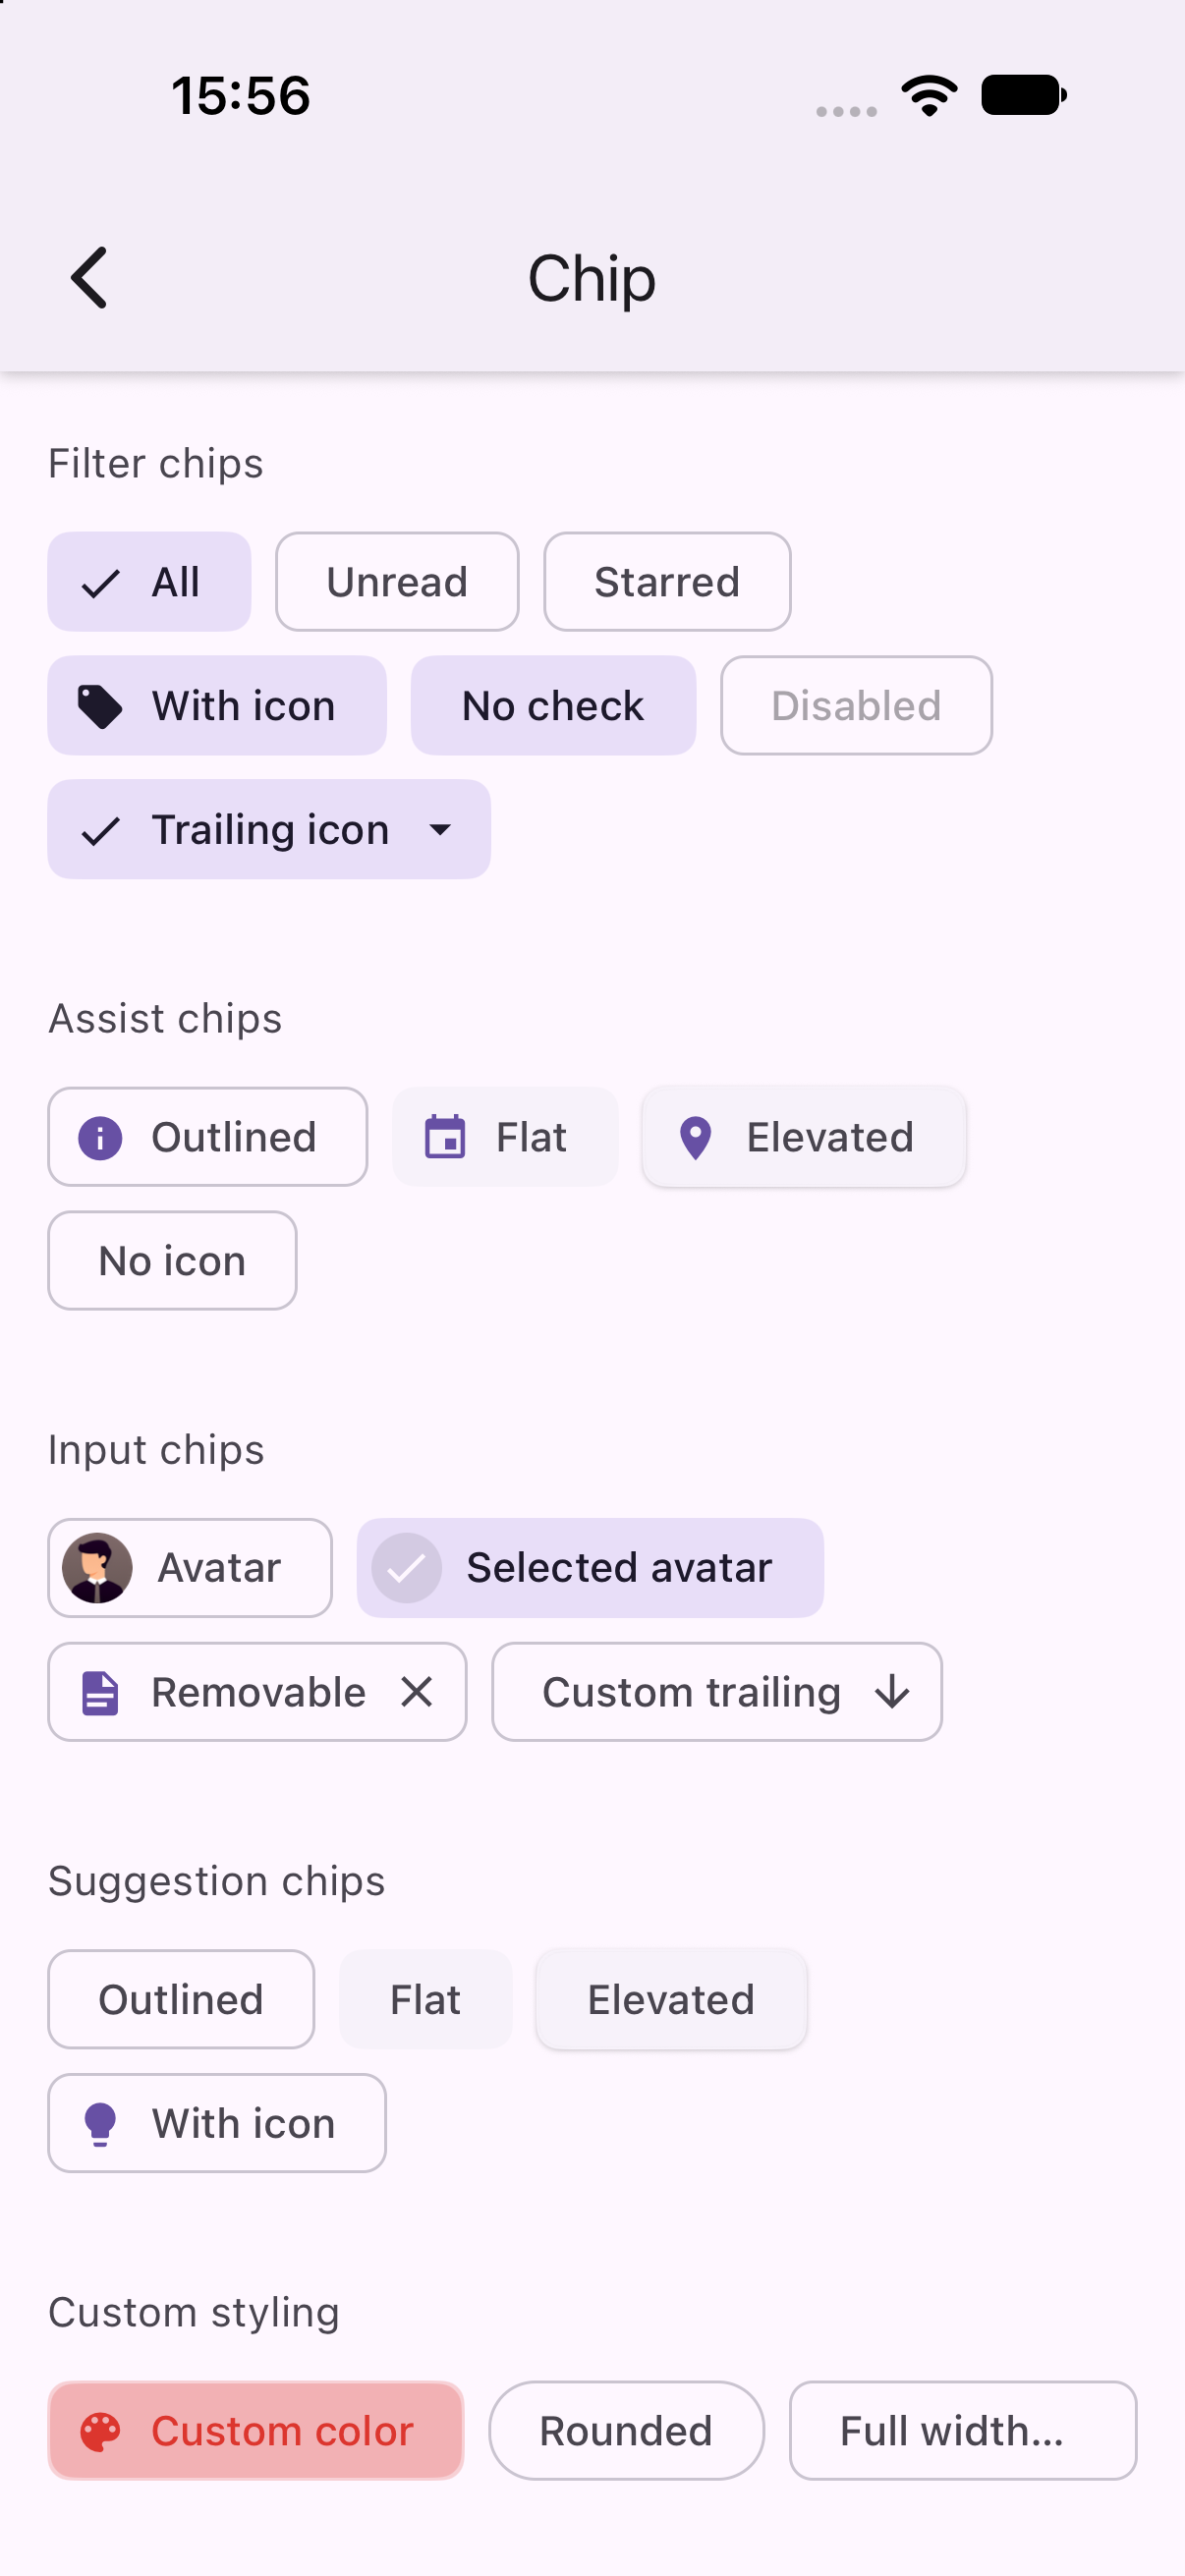 15:56
Chip
Filter chips
All Unread Starred
With icon No check Disabled
Trailing icon
Assist chips
Outlined Flat Elevated
No icon
Input chips
Avatar Selected avatar
Removable Custom trailing
Suggestion chips
Outlined Flat Elevated
With icon
Custom styling
Custom color Rounded Full width...